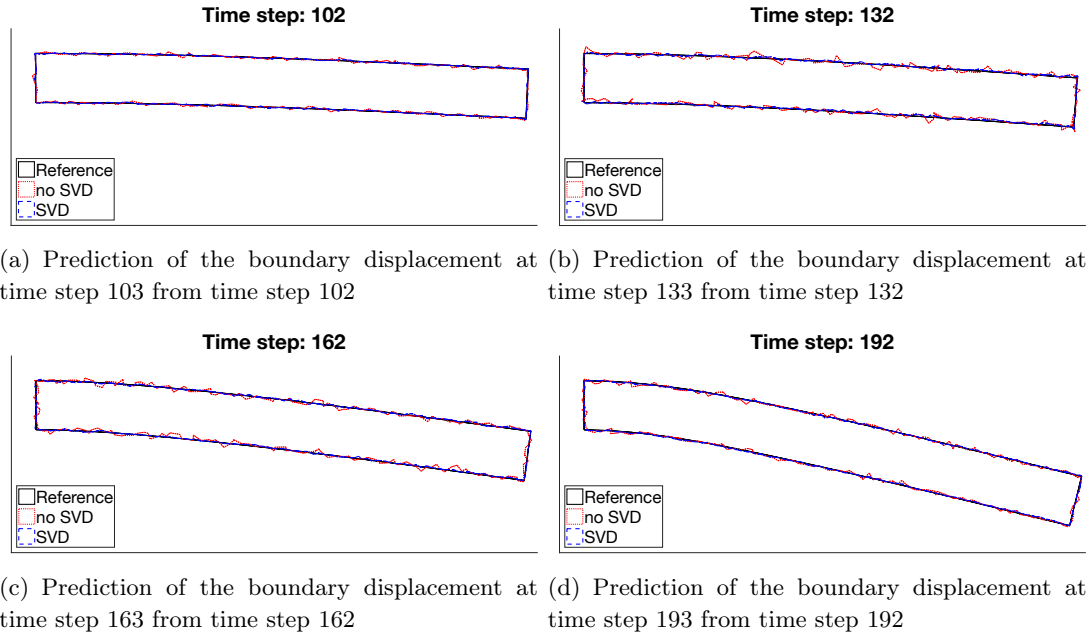 Time step: 102
Reference
no SVD
SVD
(a) Prediction of the boundary displacement at
time step 103 from time step 102
Time step: 132
Reference
no SVD
SVD
(b) Prediction of the boundary displacement at
time step 133 from time step 132
Time step: 162
Reference
no SVD
SVD
(c) Prediction of the boundary displacement at
time step 163 from time step 162
Time step: 192
Reference
no SVD
SVD
(d) Prediction of the boundary displacement at
time step 193 from time step 192